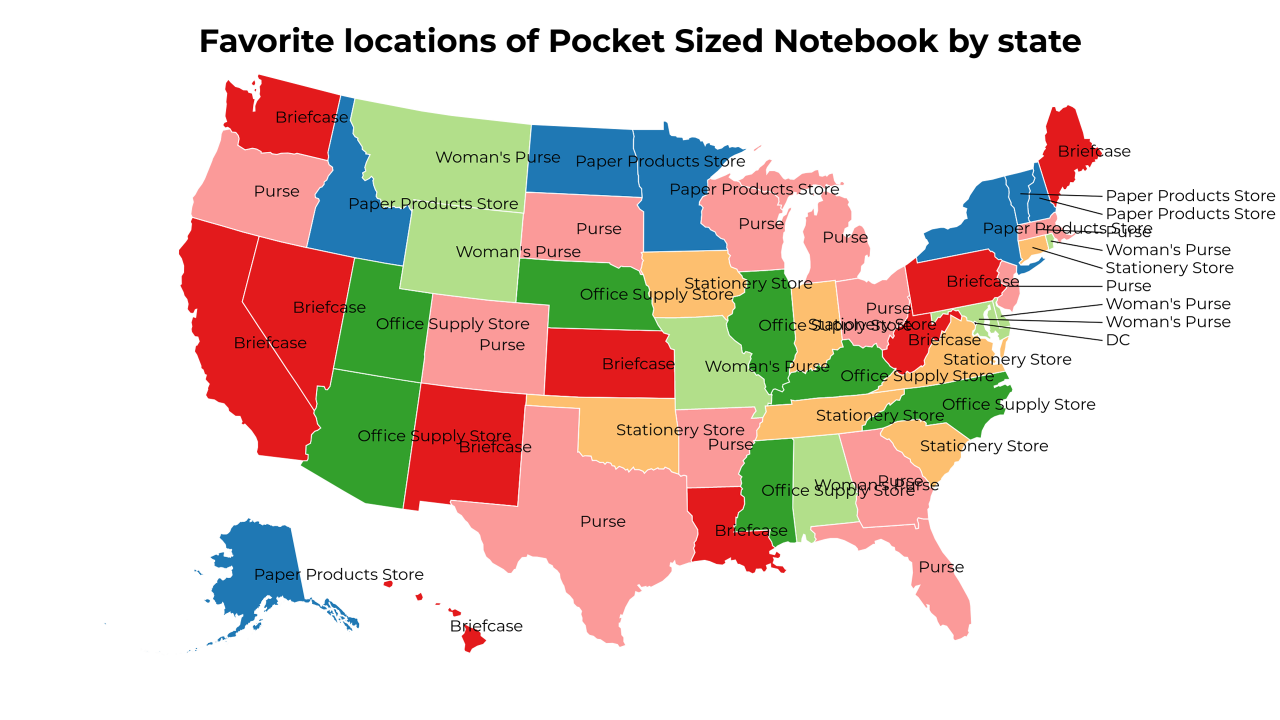 Favorite locations of Pocket Sized Notebook by state
Briefcase
Purse
Woman's Purse
Paper Products Store
Paper Products Store
Paper Products Store
Briefcase
Paper Products Store
Paper Products Store
Paper Products Store
Paper Products Store
Purse
Woman's Purse
Stationery Store
Purse
Woman's Purse
Woman's Purse
DC
Woman's Purse
Purse
Purse
Purse
Briefcase
Briefcase
Office Supply Store
Purse
Office Supply Store
Stationery Store
Office Supply Store
Stationery Store
Purse
Briefcase
Briefcase
Stationery Store
Briefcase
Woman's Purse
Office Supply Store
Office Supply Store
Stationery Store
Stationery Store
Office Supply Store
Briefcase
Stationery Store
Purse
Purse
Woman's Purse
Office Supply Store
Purse
Briefcase
Purse
Paper Products Store
Briefcase